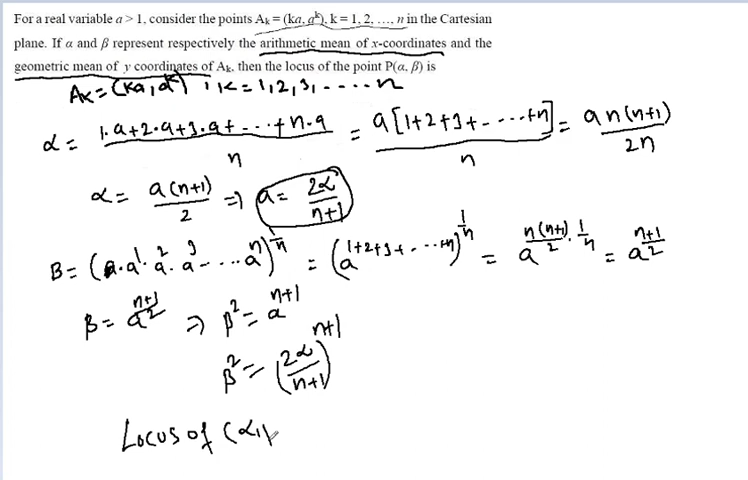 For a real variable a > 1, consider the points Aₖ = (ka, aᵏ), k = 1, 2, …, n in the Cartesian
plane. If α and β represent respectively the arithmetic mean of x-coordinates and the
geometric mean of y coordinates of Aₖ, then the locus of the point P(α, β) is
Aₖ = (ka, aᵏ) , k = 1, 2, 3, ..... n
α = (1·a + 2·a + 3·a + ... + n·a)/n = a[1+2+3+.....+n]/n = a n(n+1)/2n
α = a(n+1)/2 ⇒ a = 2α/(n+1)
β = (a·a¹·a²·a³.....aⁿ)^(1/n) = (a^(1+2+3+...+n))^(1/n) = a^(n(n+1)/2 · 1/n) = a^((n+1)/2)
β = a^((n+1)/2) ⇒ β² = a^(n+1)
β² = (2α/(n+1))^(n+1)
Locus of (α,